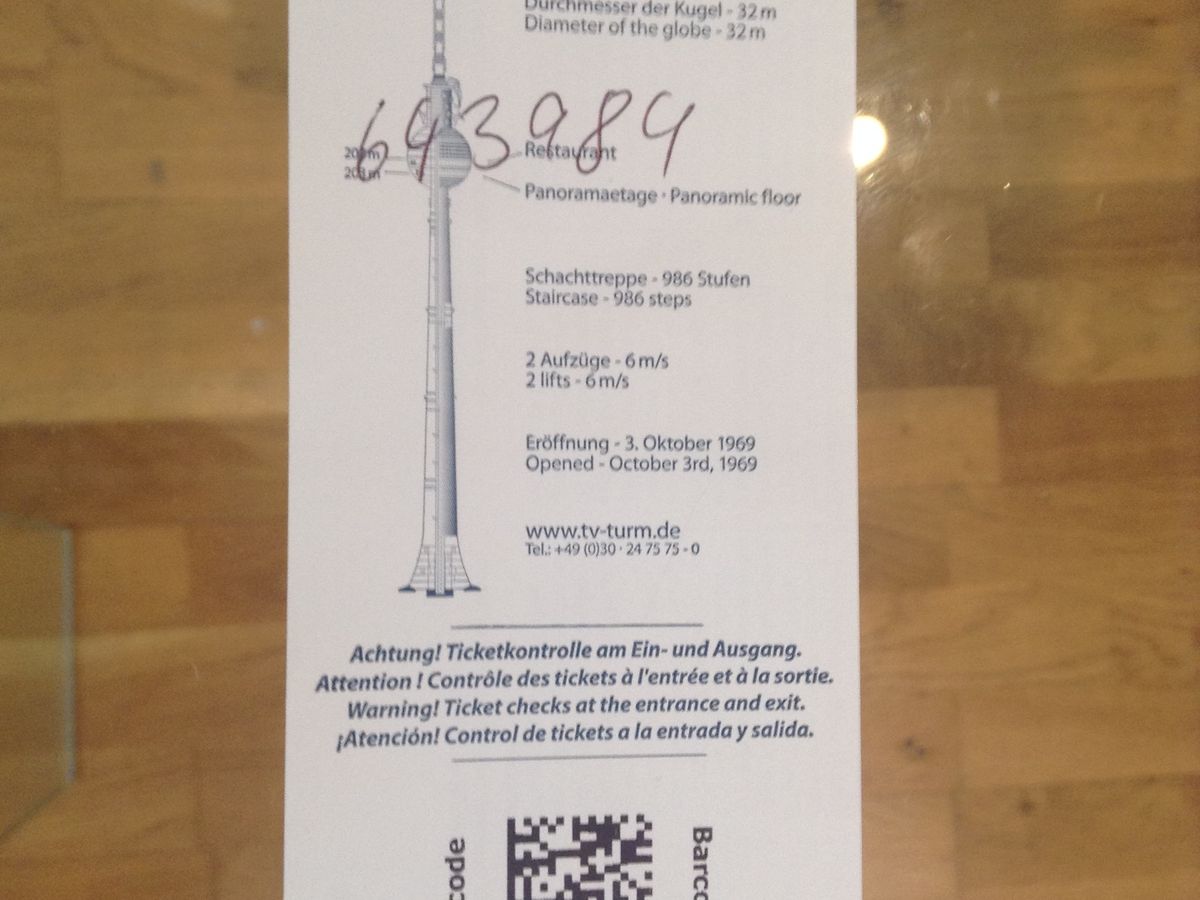 Durchmesser der Kugel - 32 m
Diameter of the globe - 32 m
643984
Restaurant
Panoramaetage · Panoramic floor
Schachttreppe - 986 Stufen
Staircase - 986 steps
2 Aufzüge - 6 m/s
2 lifts - 6 m/s
Eröffnung - 3. Oktober 1969
Opened - October 3rd, 1969
www.tv-turm.de
Tel.: +49 (0)30 · 24 75 75 - 0
Achtung! Ticketkontrolle am Ein- und Ausgang.
Attention ! Contrôle des tickets à l'entrée et à la sortie.
Warning! Ticket checks at the entrance and exit.
¡Atención! Control de tickets a la entrada y salida.